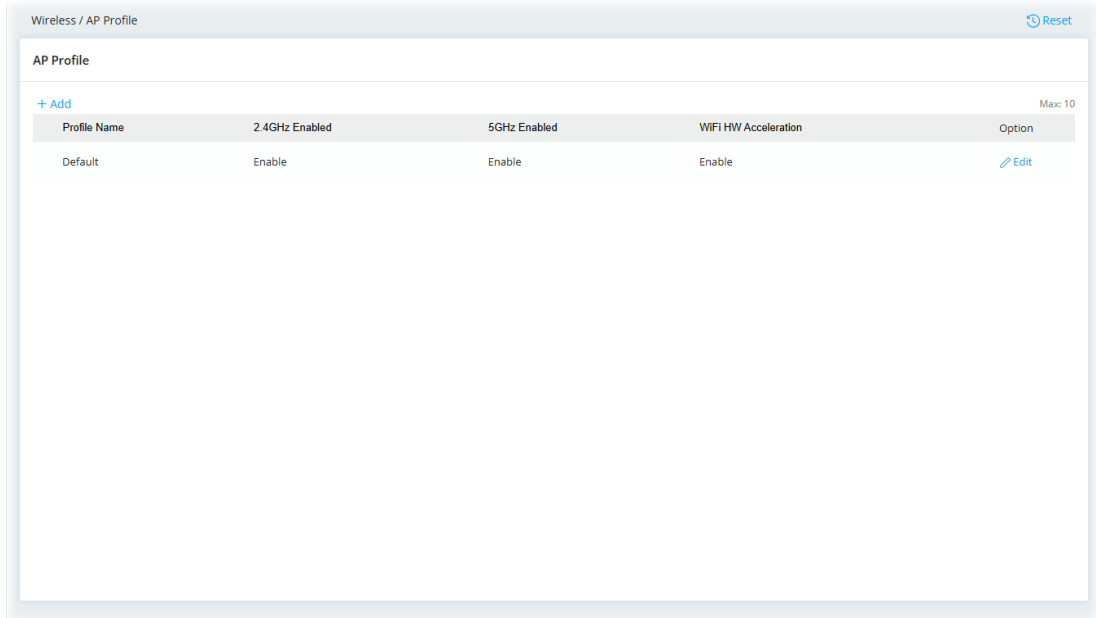 Wireless / AP Profile Reset
AP Profile
+ Add Max: 10
Profile Name 2.4GHz Enabled 5GHz Enabled WiFi HW Acceleration Option
Default Enable Enable Enable Edit